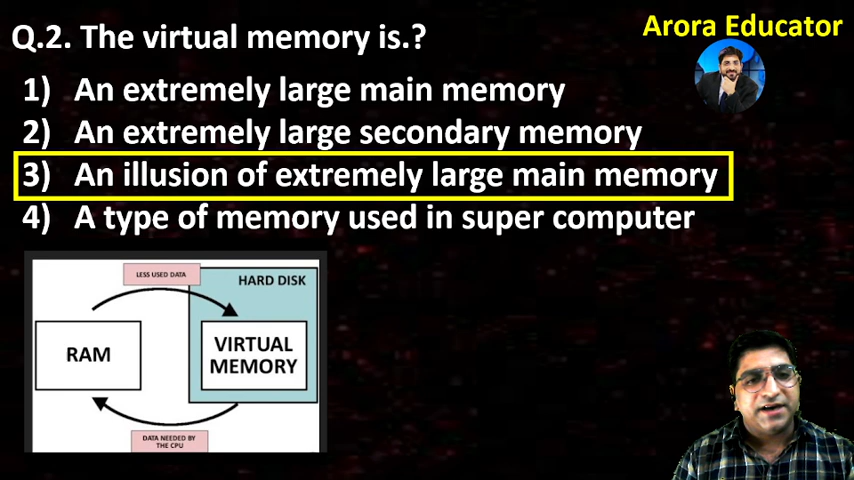 Arora Educator
Q.2. The virtual memory is.?
1) An extremely large main memory
2) An extremely large secondary memory
3) An illusion of extremely large main memory
4) A type of memory used in super computer
LESS USED DATA
HARD DISK
RAM
VIRTUAL
MEMORY
DATA NEEDED BY
THE CPU